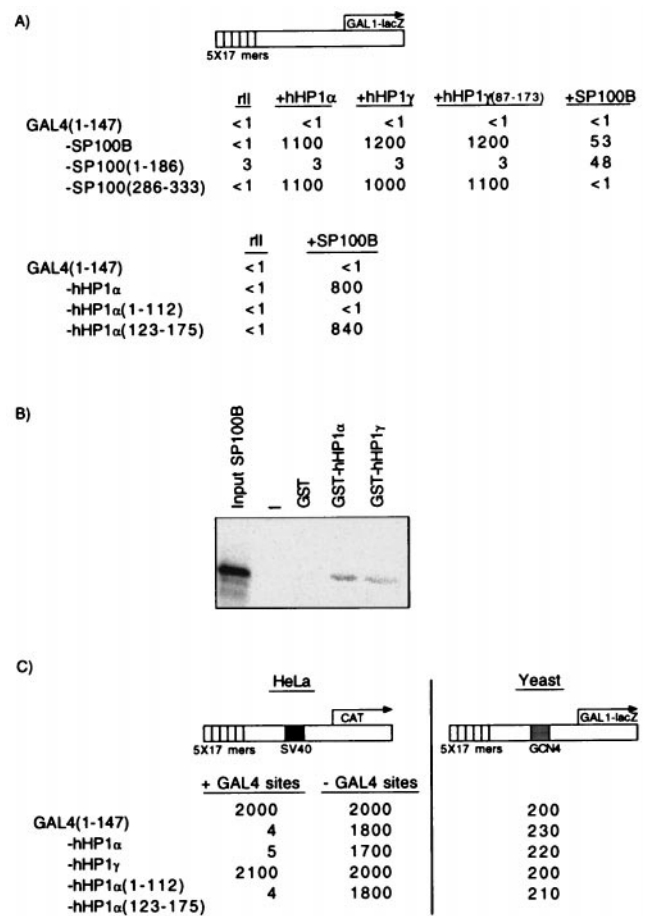 A)
GAL1-lacZ
5X17 mers
rII +hHP1α +hHP1γ +hHP1γ(87-173) +SP100B
GAL4(1-147) <1 <1 <1 <1 <1
-SP100B <1 1100 1200 1200 53
-SP100(1-186) 3 3 3 3 48
-SP100(286-333) <1 1100 1000 1100 <1
rII +SP100B
GAL4(1-147) <1 <1
-hHP1α <1 800
-hHP1α(1-112) <1 <1
-hHP1α(123-175) <1 840
B)
Input SP100B
I
GST
GST-hHP1α
GST-hHP1γ
C)
HeLa Yeast
CAT GAL1-lacZ
5X17 mers SV40 5X17 mers GCN4
+ GAL4 sites - GAL4 sites
2000 2000 200
GAL4(1-147)
4 1800 230
-hHP1α
5 1700 220
-hHP1γ
2100 2000 200
-hHP1α(1-112)
4 1800 210
-hHP1α(123-175)